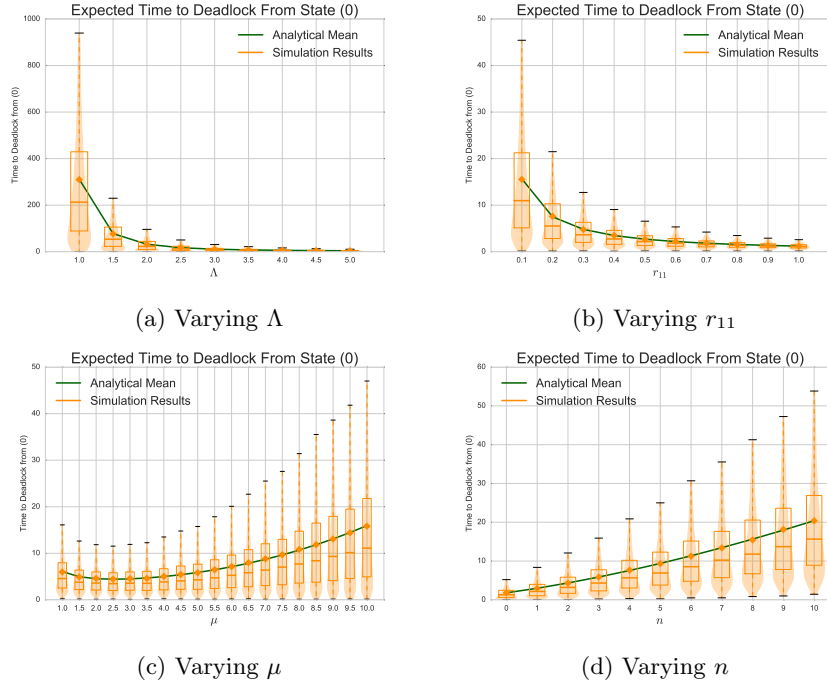 Expected Time to Deadlock From State (0)
Analytical Mean
Simulation Results
Time to Deadlock from (0)
1000
800
600
400
200
0
1.0 1.5 2.0 2.5 3.0 3.5 4.0 4.5 5.0
Λ
(a) Varying Λ
Expected Time to Deadlock From State (0)
Analytical Mean
Simulation Results
Time to Deadlock from (0)
50
40
30
20
10
0
0.1 0.2 0.3 0.4 0.5 0.6 0.7 0.8 0.9 1.0
r₁₁
(b) Varying r₁₁
Expected Time to Deadlock From State (0)
Analytical Mean
Simulation Results
Time to Deadlock from (0)
50
40
30
20
10
0
1.0 1.5 2.0 2.5 3.0 3.5 4.0 4.5 5.0 5.5 6.0 6.5 7.0 7.5 8.0 8.5 9.0 9.5 10.0
μ
(c) Varying μ
Expected Time to Deadlock From State (0)
Analytical Mean
Simulation Results
Time to Deadlock from (0)
60
50
40
30
20
10
0
0 1 2 3 4 5 6 7 8 9 10
n
(d) Varying n